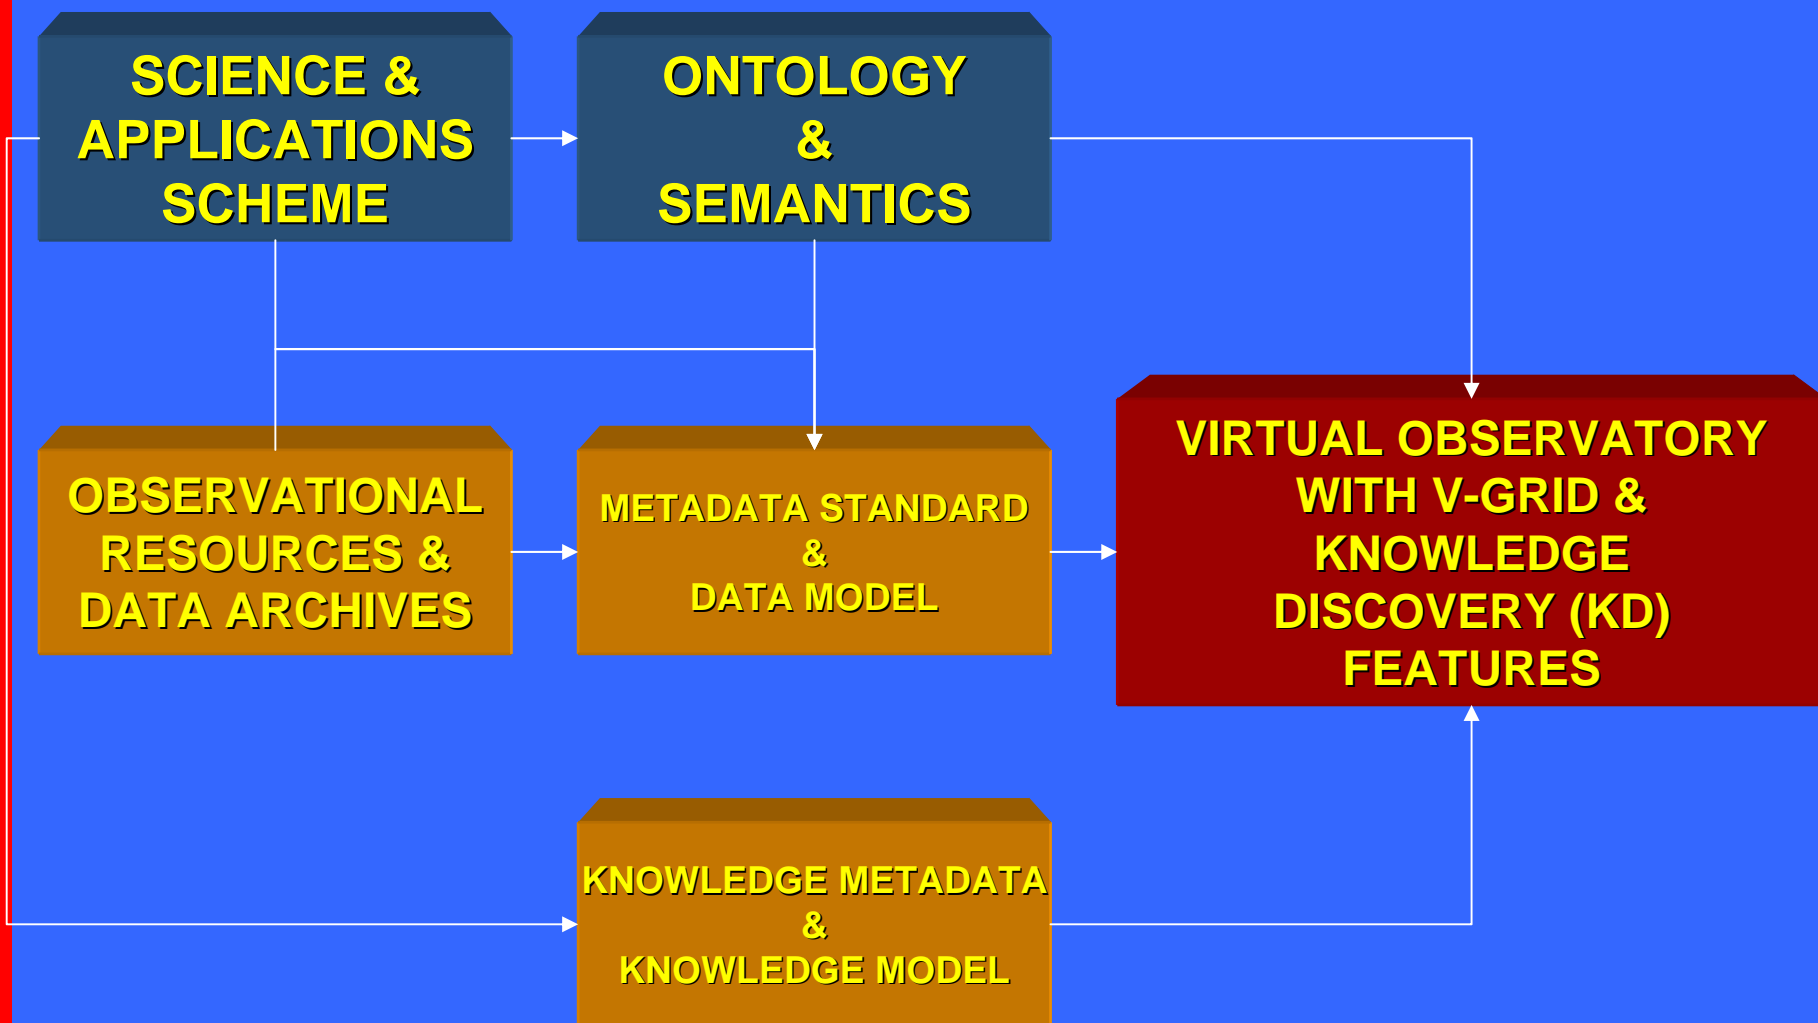 SCIENCE &
APPLICATIONS
SCHEME
ONTOLOGY
&
SEMANTICS
OBSERVATIONAL
RESOURCES &
DATA ARCHIVES
METADATA STANDARD
&
DATA MODEL
VIRTUAL OBSERVATORY
WITH V-GRID &
KNOWLEDGE
DISCOVERY (KD)
FEATURES
KNOWLEDGE METADATA
&
KNOWLEDGE MODEL